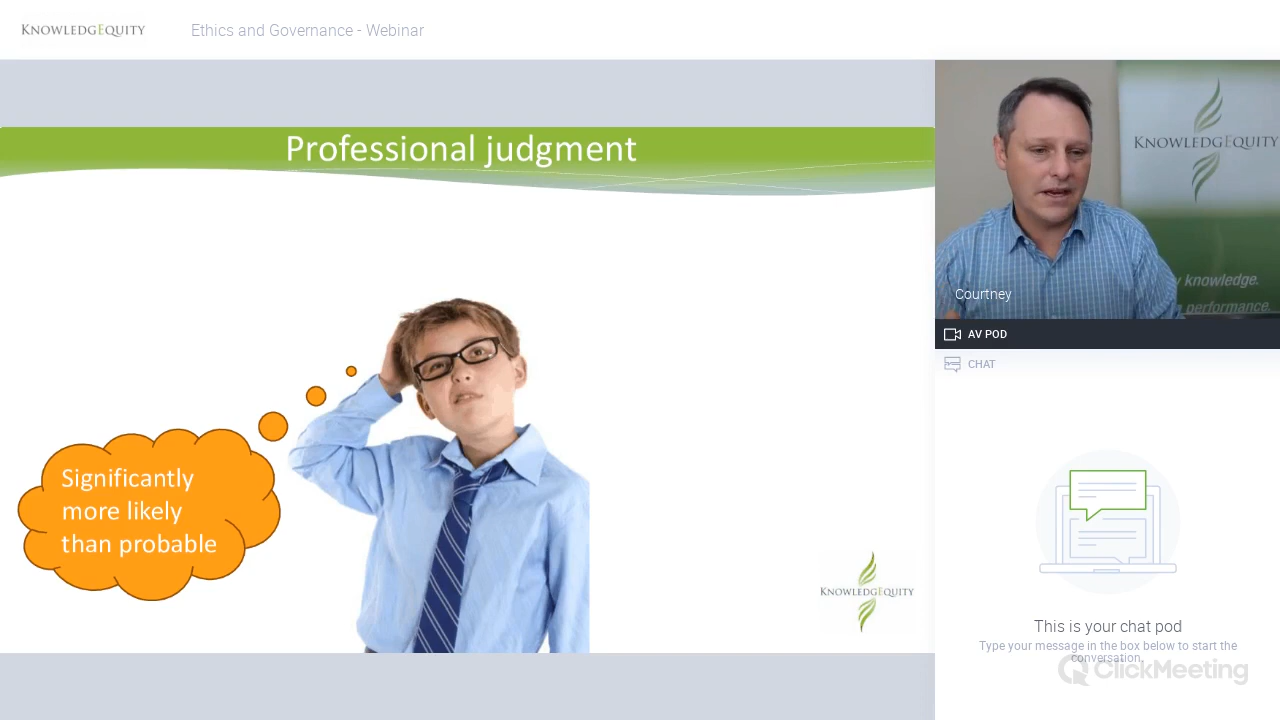 KNOWLEDGEQUITY
Ethics and Governance - Webinar
Professional judgment
Significantly
more likely
than probable
KNOWLEDGEQUITY
KNOWLEDGEQUITY
y knowledge.
performance.
Courtney
AV POD
CHAT
This is your chat pod
Type your message in the box below to start the
conversation.
ClickMeeting